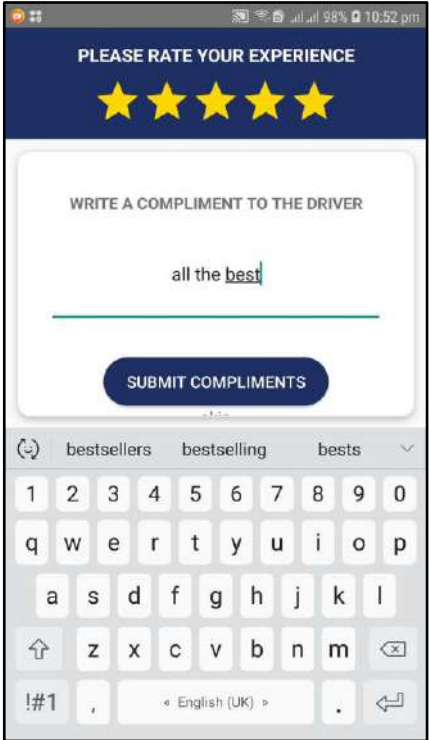 98% 10:52 pm
PLEASE RATE YOUR EXPERIENCE
WRITE A COMPLIMENT TO THE DRIVER
all the best
SUBMIT COMPLIMENTS
bestsellers bestselling bests
1 2 3 4 5 6 7 8 9 0
q w e r t y u i o p
a s d f g h j k l
z x c v b n m
!#1 , English (UK) .